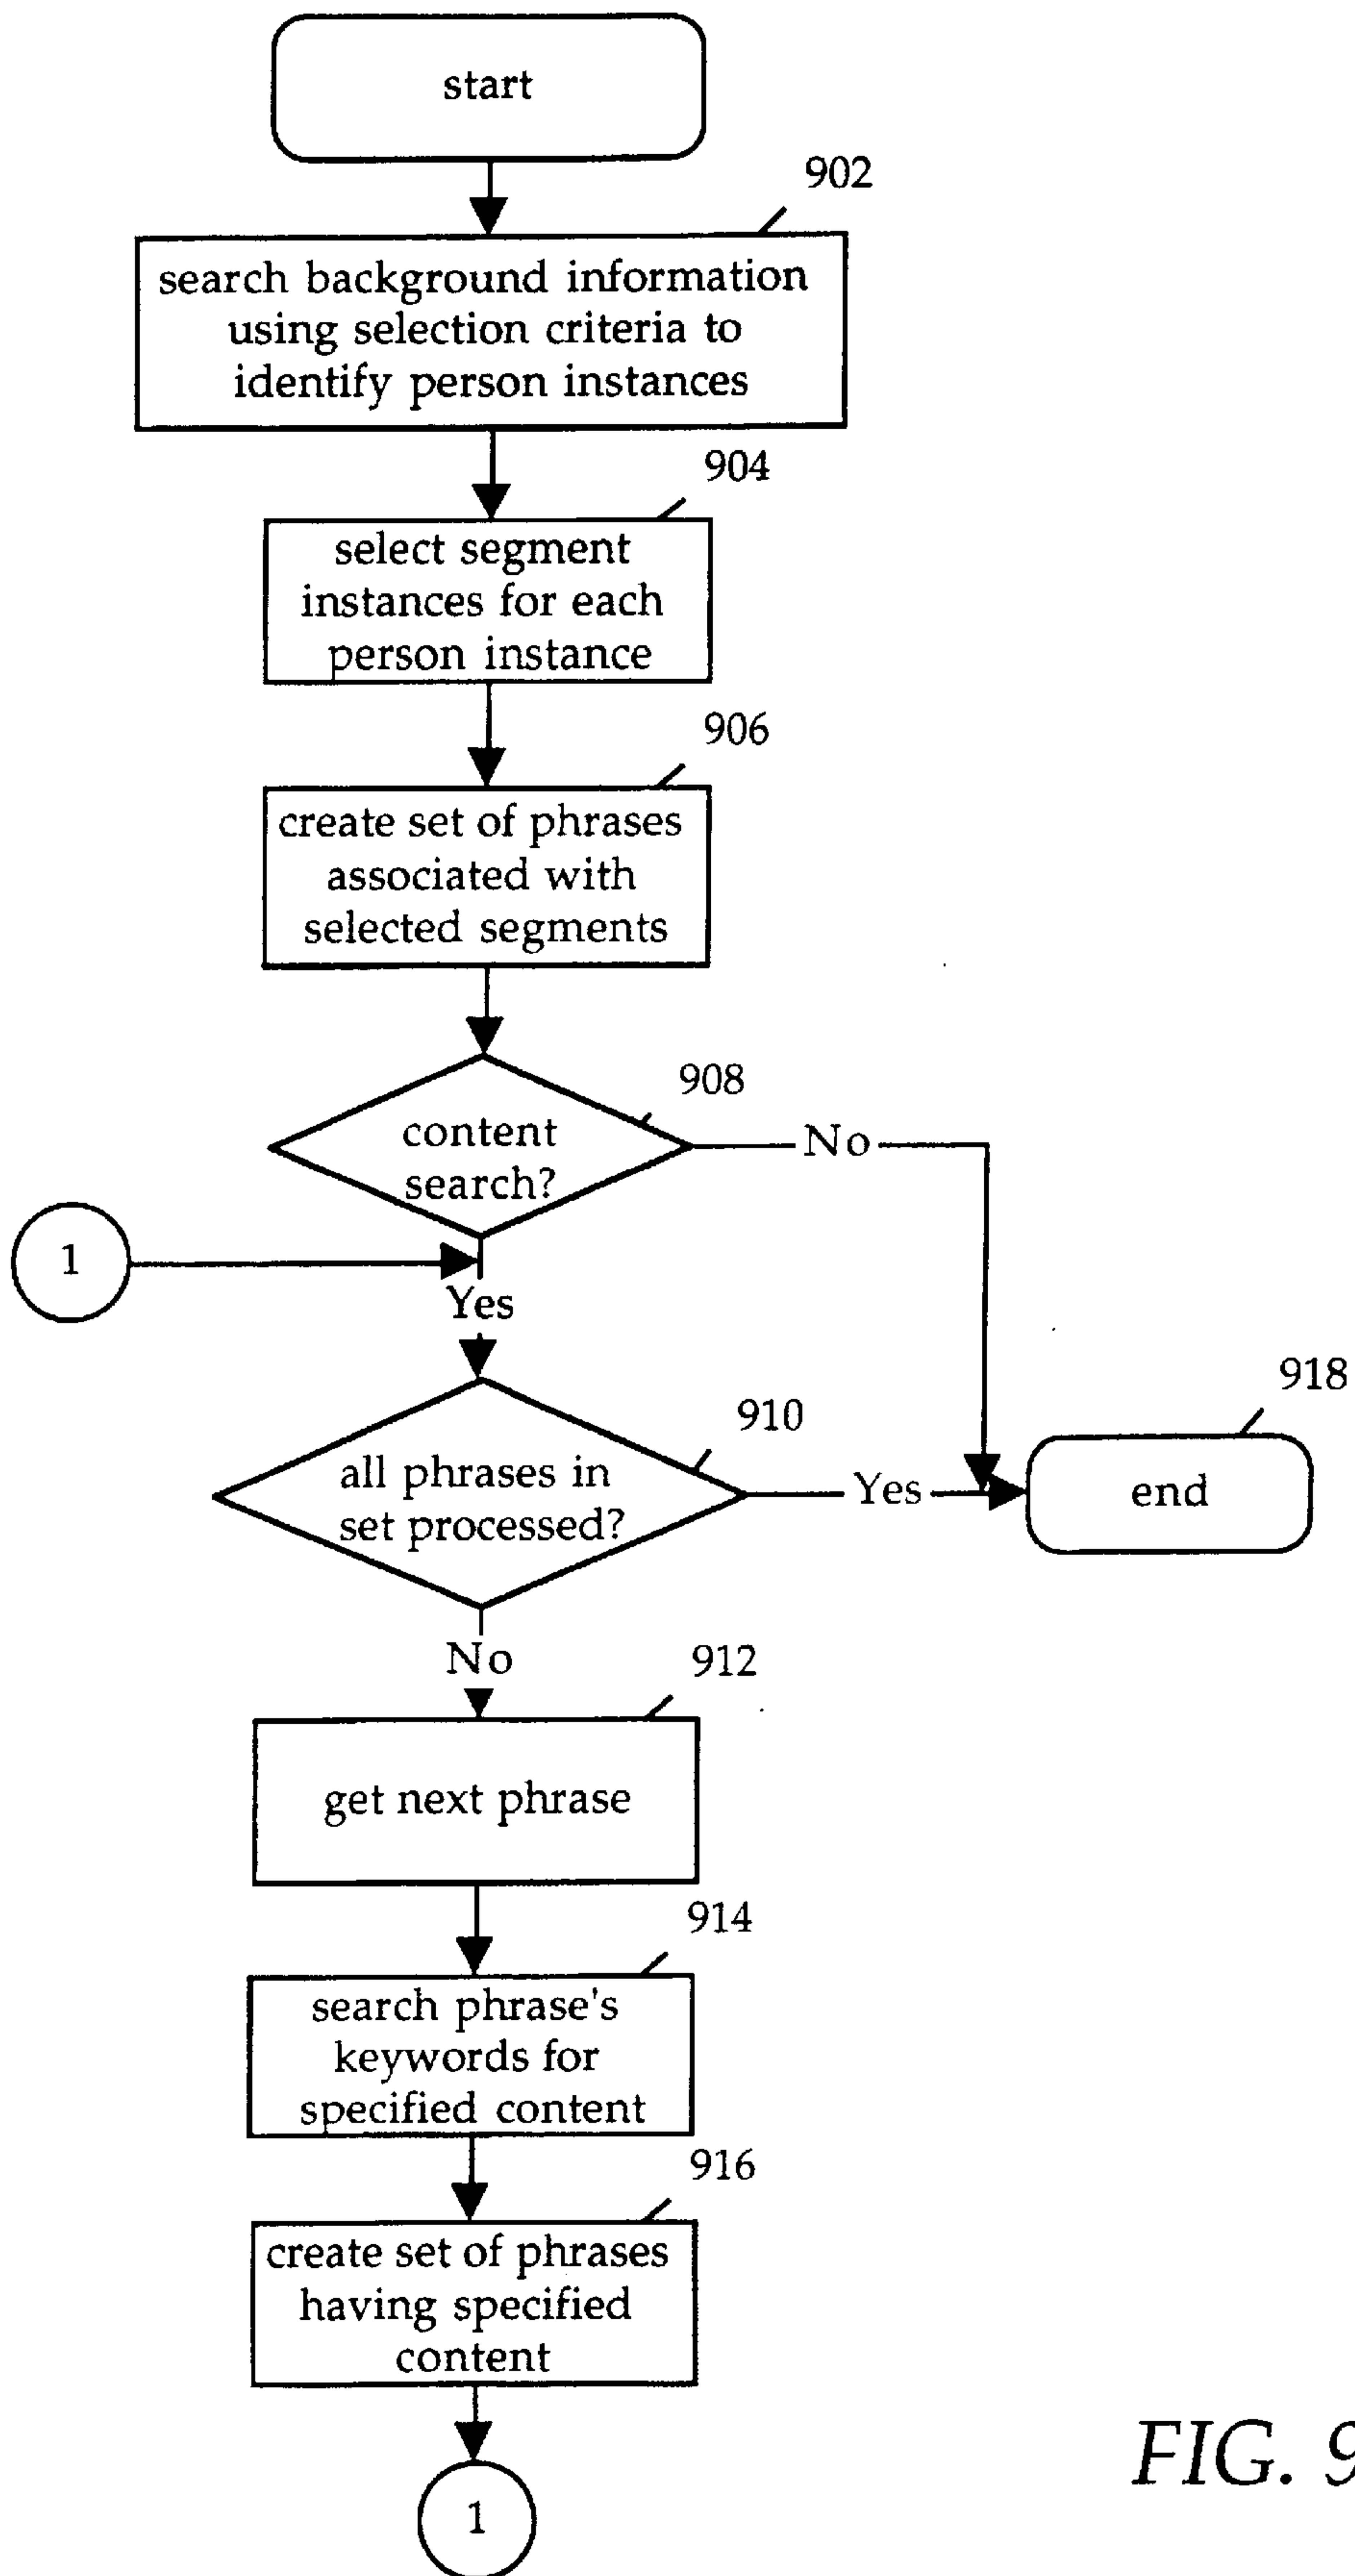 start
902
search background information
using selection criteria to
identify person instances
904
select segment
instances for each
person instance
906
create set of phrases
associated with
selected segments
908
content
search?
No
1
Yes
918
910
all phrases in
set processed?
Yes
end
No
912
get next phrase
914
search phrase's
keywords for
specified content
916
create set of phrases
having specified
content
FIG. 9
1